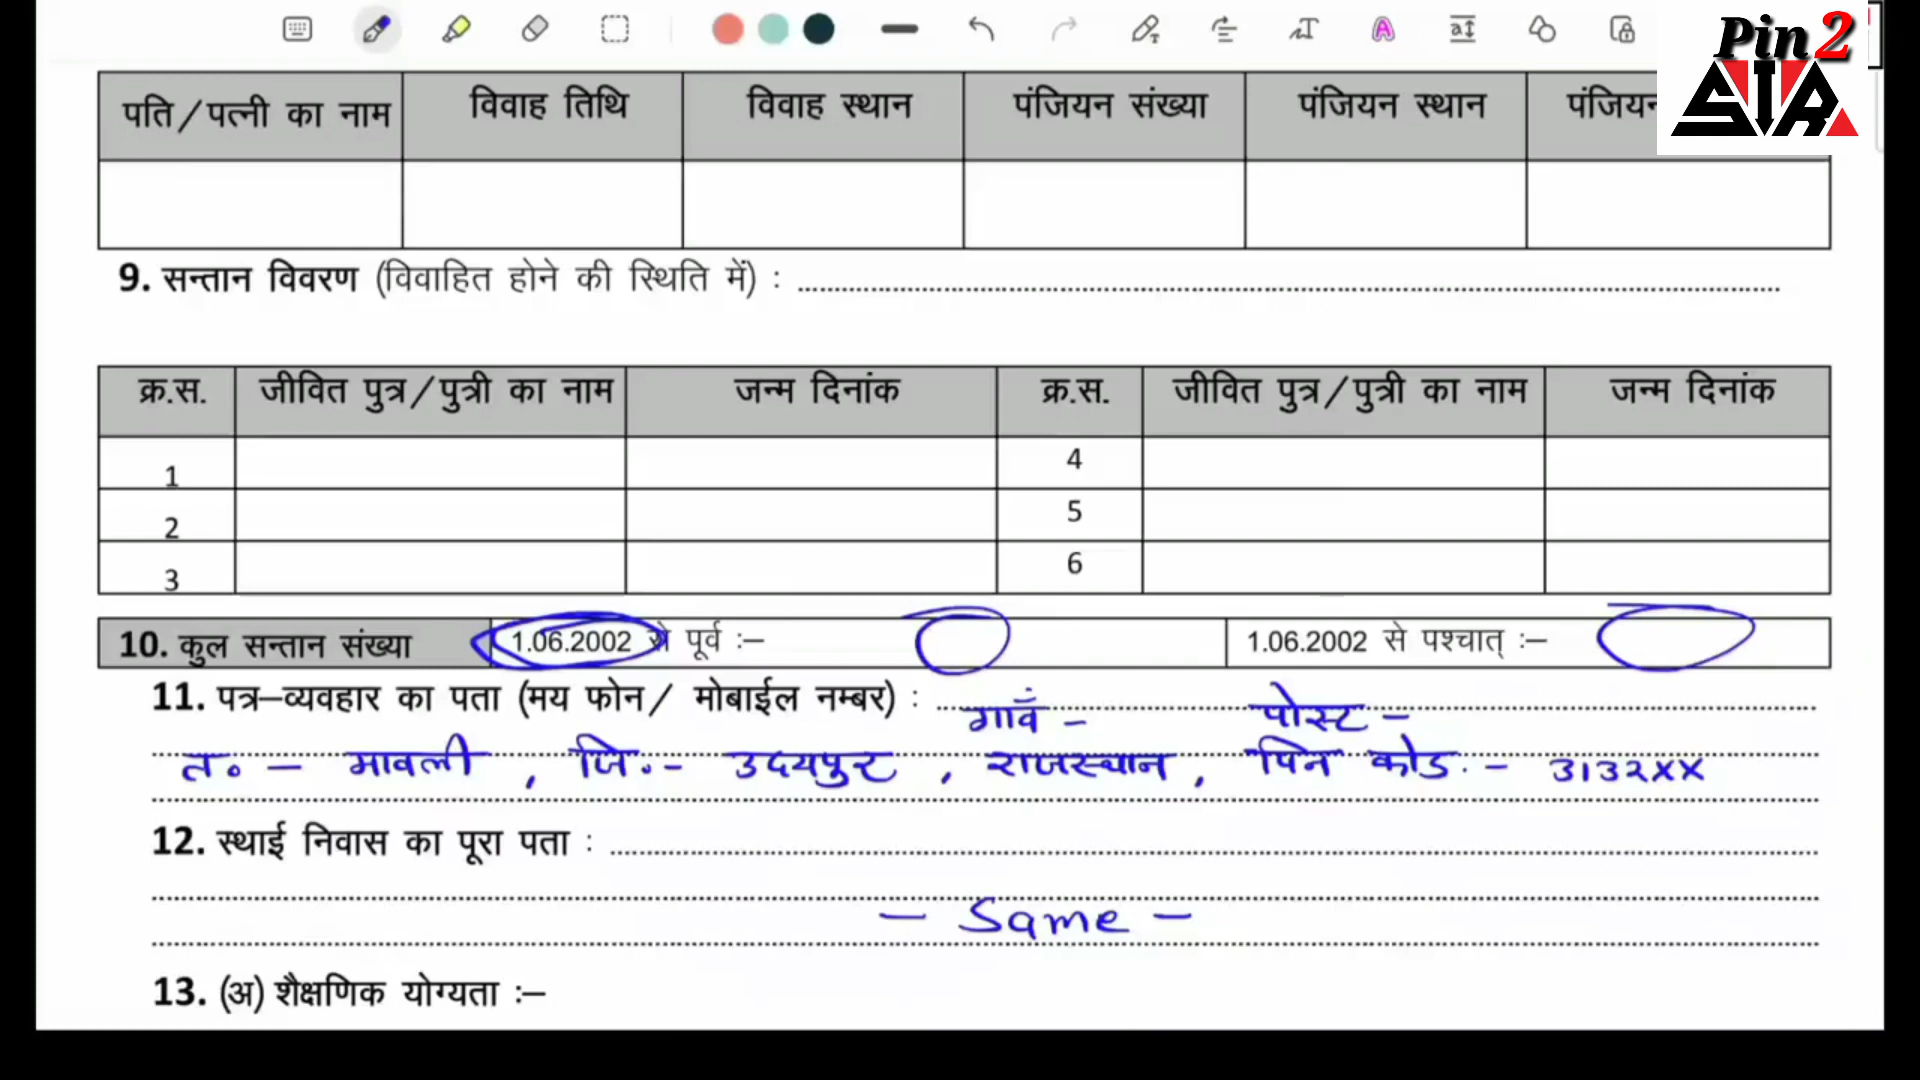 Pin2
STAR
पति/पत्नी का नाम विवाह तिथि विवाह स्थान पंजियन संख्या पंजियन स्थान पंजियन
9. सन्तान विवरण (विवाहित होने की स्थिति में) :
क्र.स. जीवित पुत्र/पुत्री का नाम जन्म दिनांक क्र.स. जीवित पुत्र/पुत्री का नाम जन्म दिनांक
1 4
2 5
3 6
10. कुल सन्तान संख्या 1.06.2002 से पूर्व :– 1.06.2002 से पश्चात् :–
11. पत्र–व्यवहार का पता (मय फोन/ मोबाईल नम्बर) :
गावँ - पोस्ट -
त॰ - मावली , जि॰ - उदयपुर , राजस्थान , पिन कोड - 3132XX
12. स्थाई निवास का पूरा पता :
- Same -
13. (अ) शैक्षणिक योग्यता :–